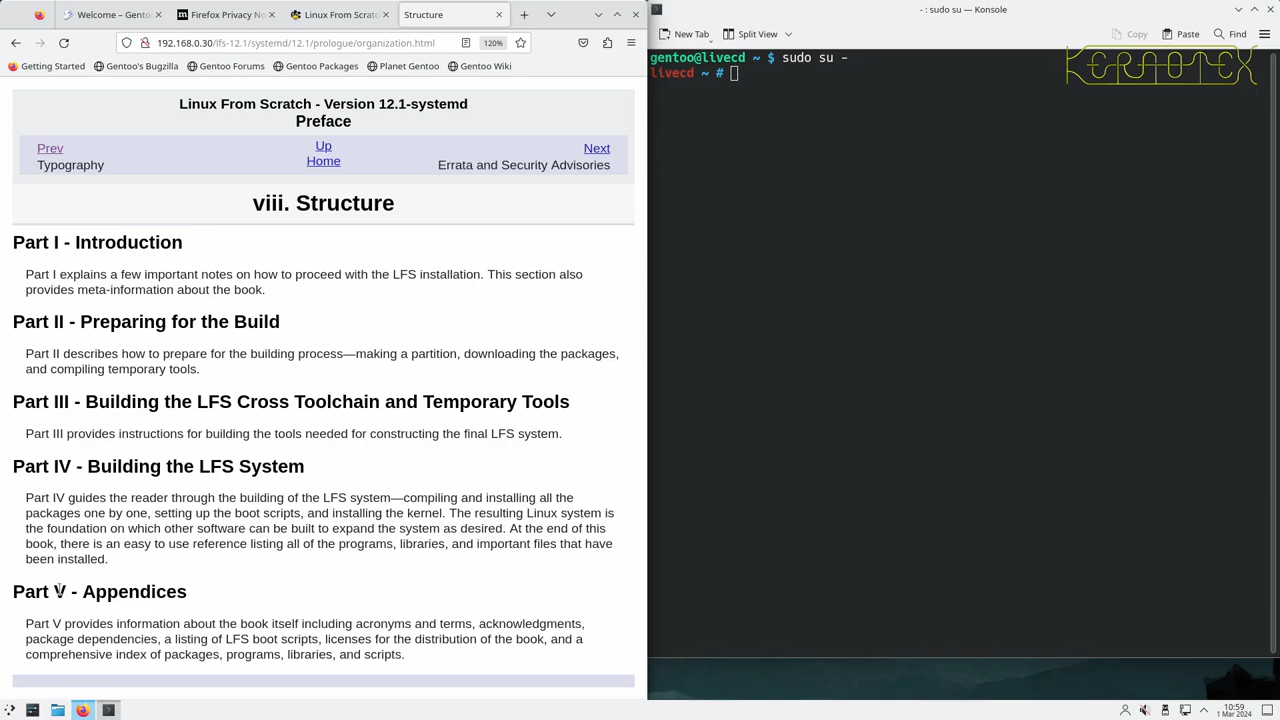 Welcome – Gento
Firefox Privacy No
Linux From Scratc
Structure
- : sudo su — Konsole
192.168.0.30/lfs-12.1/systemd/12.1/prologue/organization.html
120%
New Tab
Split View
Copy
Paste
Find
Getting Started
Gentoo's Bugzilla
Gentoo Forums
Gentoo Packages
Planet Gentoo
Gentoo Wiki
gentoo@livecd ~ $ sudo su -
livecd ~ #
KERNOTEX
Linux From Scratch - Version 12.1-systemd
Preface
Prev
Up
Next
Typography
Home
Errata and Security Advisories
viii. Structure
Part I - Introduction
Part I explains a few important notes on how to proceed with the LFS installation. This section also
provides meta-information about the book.
Part II - Preparing for the Build
Part II describes how to prepare for the building process—making a partition, downloading the packages,
and compiling temporary tools.
Part III - Building the LFS Cross Toolchain and Temporary Tools
Part III provides instructions for building the tools needed for constructing the final LFS system.
Part IV - Building the LFS System
Part IV guides the reader through the building of the LFS system—compiling and installing all the
packages one by one, setting up the boot scripts, and installing the kernel. The resulting Linux system is
the foundation on which other software can be built to expand the system as desired. At the end of this
book, there is an easy to use reference listing all of the programs, libraries, and important files that have
been installed.
Part V - Appendices
Part V provides information about the book itself including acronyms and terms, acknowledgments,
package dependencies, a listing of LFS boot scripts, licenses for the distribution of the book, and a
comprehensive index of packages, programs, libraries, and scripts.
10:59
1 Mar 2024